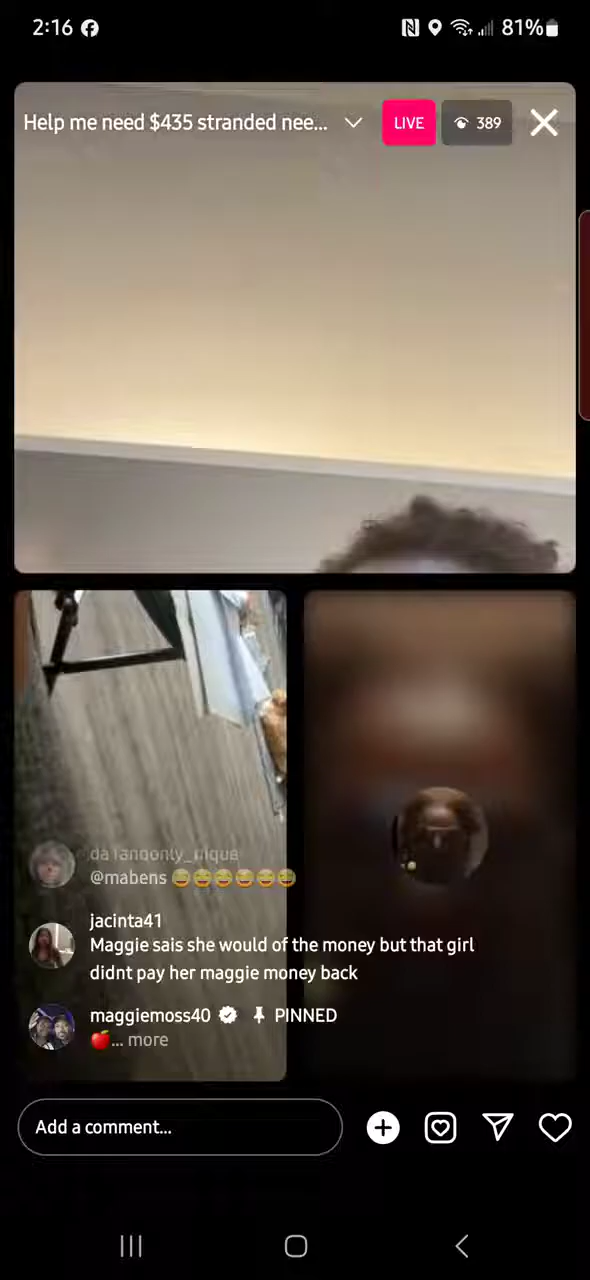 2:16
81%
Help me need $435 stranded nee...
LIVE
389
@mabens 😂😂😂😂😂😂
jacinta41
Maggie sais she would of the money but that girl
didnt pay her maggie money back
maggiemoss40 PINNED
🍎... more
Add a comment...